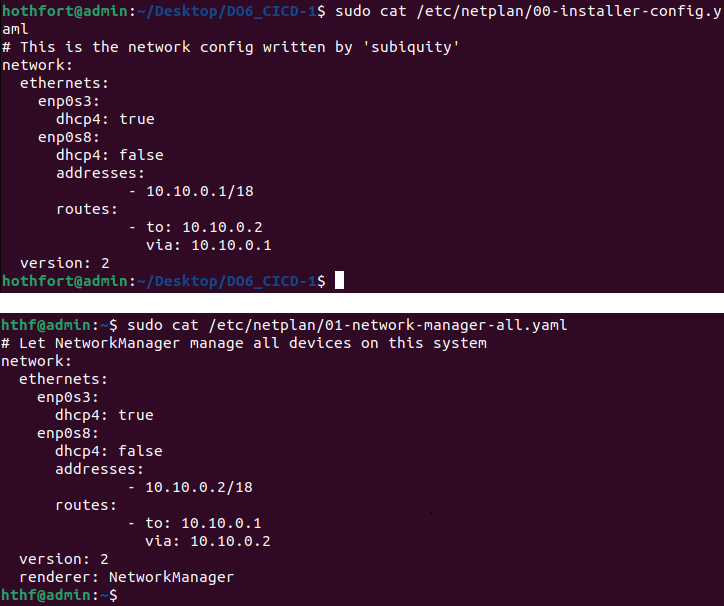 hothfort@admin:~/Desktop/DO6_CICD-1$ sudo cat /etc/netplan/00-installer-config.y
aml
# This is the network config written by 'subiquity'
network:
  ethernets:
    enp0s3:
      dhcp4: true
    enp0s8:
      dhcp4: false
      addresses:
              - 10.10.0.1/18
      routes:
              - to: 10.10.0.2
                via: 10.10.0.1
  version: 2
hothfort@admin:~/Desktop/DO6_CICD-1$
hthf@admin:~$ sudo cat /etc/netplan/01-network-manager-all.yaml
# Let NetworkManager manage all devices on this system
network:
  ethernets:
    enp0s3:
      dhcp4: true
    enp0s8:
      dhcp4: false
      addresses:
              - 10.10.0.2/18
      routes:
              - to: 10.10.0.1
                via: 10.10.0.2
  version: 2
  renderer: NetworkManager
hthf@admin:~$